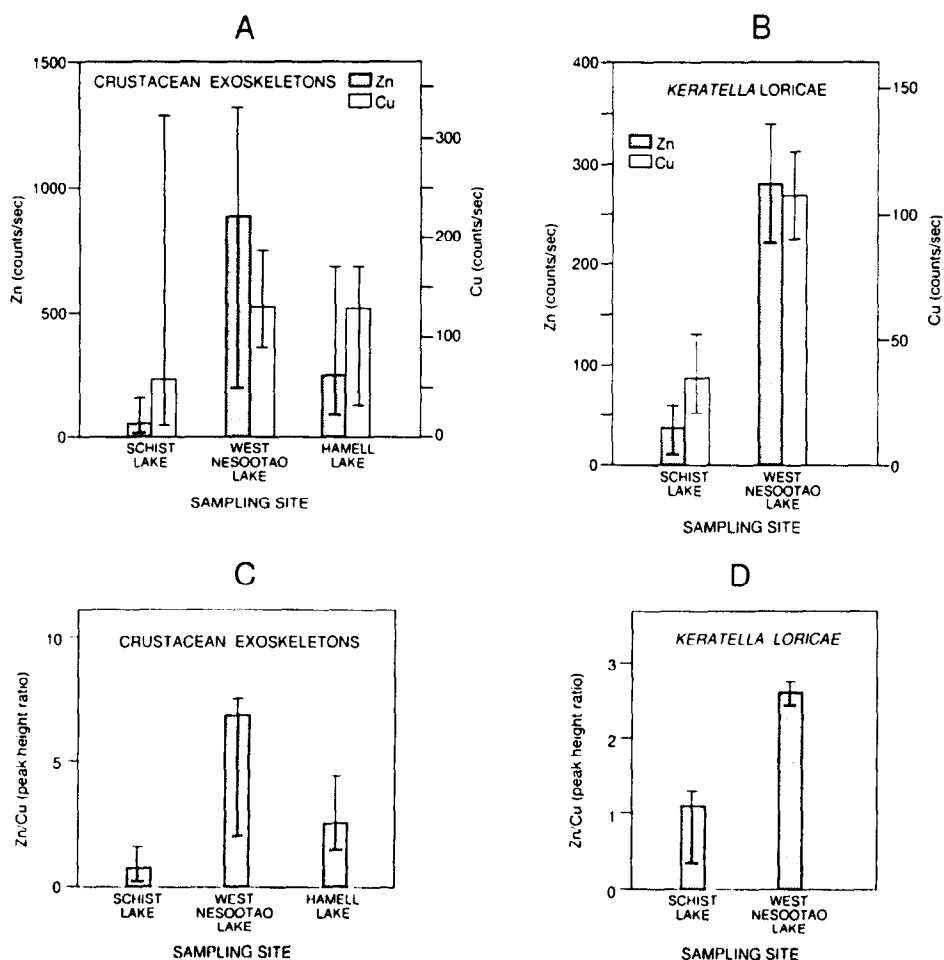 A
1500
1000
500
0
Zn (counts/sec)
CRUSTACEAN EXOSKELETONS
Zn
Cu
300
200
100
0
Cu (counts/sec)
SCHIST
LAKE
WEST
NESOOTAO
LAKE
HAMELL
LAKE
SAMPLING SITE
B
400
300
200
100
0
Zn (counts/sec)
KERATELLA LORICAE
Zn
Cu
150
100
50
0
Cu (counts/sec)
SCHIST
LAKE
WEST
NESOOTAO
LAKE
SAMPLING SITE
C
10
5
0
Zn/Cu (peak height ratio)
CRUSTACEAN EXOSKELETONS
SCHIST
LAKE
WEST
NESOOTAO
LAKE
HAMELL
LAKE
SAMPLING SITE
D
3
2
1
0
Zn/Cu (peak height ratio)
KERATELLA LORICAE
SCHIST
LAKE
WEST
NESOOTAO
LAKE
SAMPLING SITE